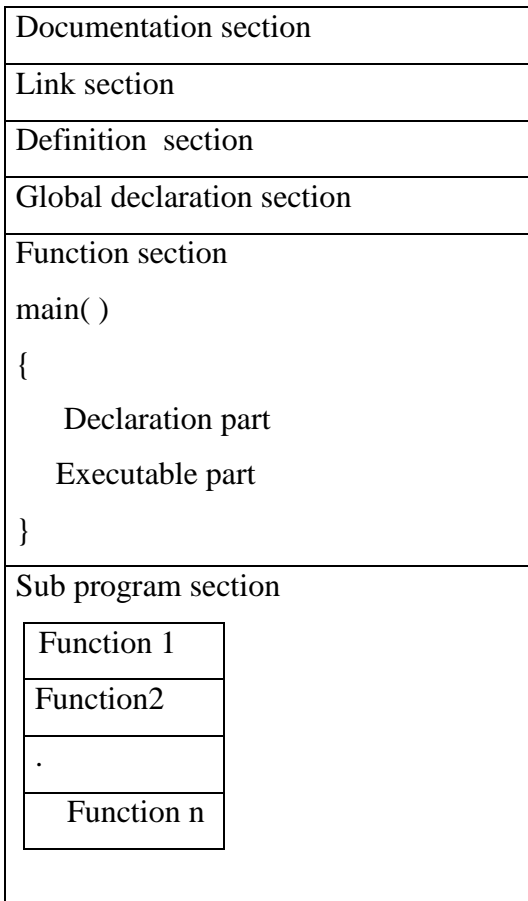 Documentation section
Link section
Definition  section
Global declaration section
Function section
main( )
{
Declaration part
Executable part
}
Sub program section
Function 1
Function2
.
Function n